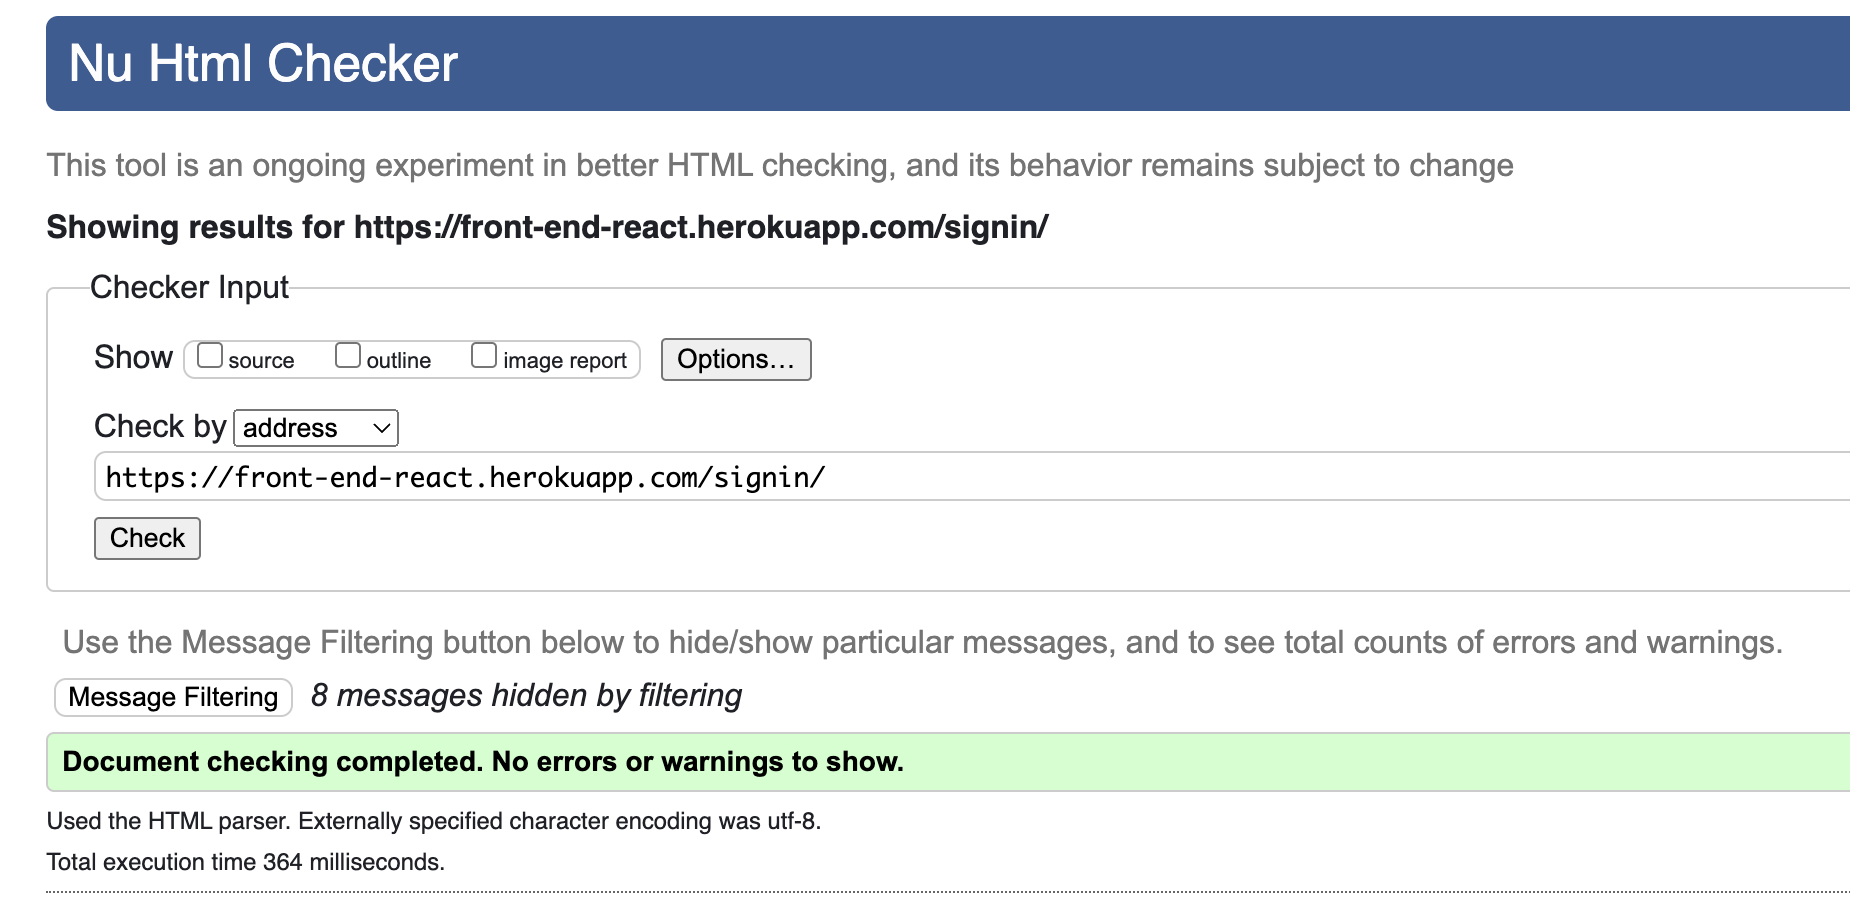 Nu Html Checker
This tool is an ongoing experiment in better HTML checking, and its behavior remains subject to change
Showing results for https://front-end-react.herokuapp.com/signin/
Checker Input
Show source outline image report Options...
Check by address
https://front-end-react.herokuapp.com/signin/
Check
Use the Message Filtering button below to hide/show particular messages, and to see total counts of errors and warnings.
Message Filtering 8 messages hidden by filtering
Document checking completed. No errors or warnings to show.
Used the HTML parser. Externally specified character encoding was utf-8.
Total execution time 364 milliseconds.